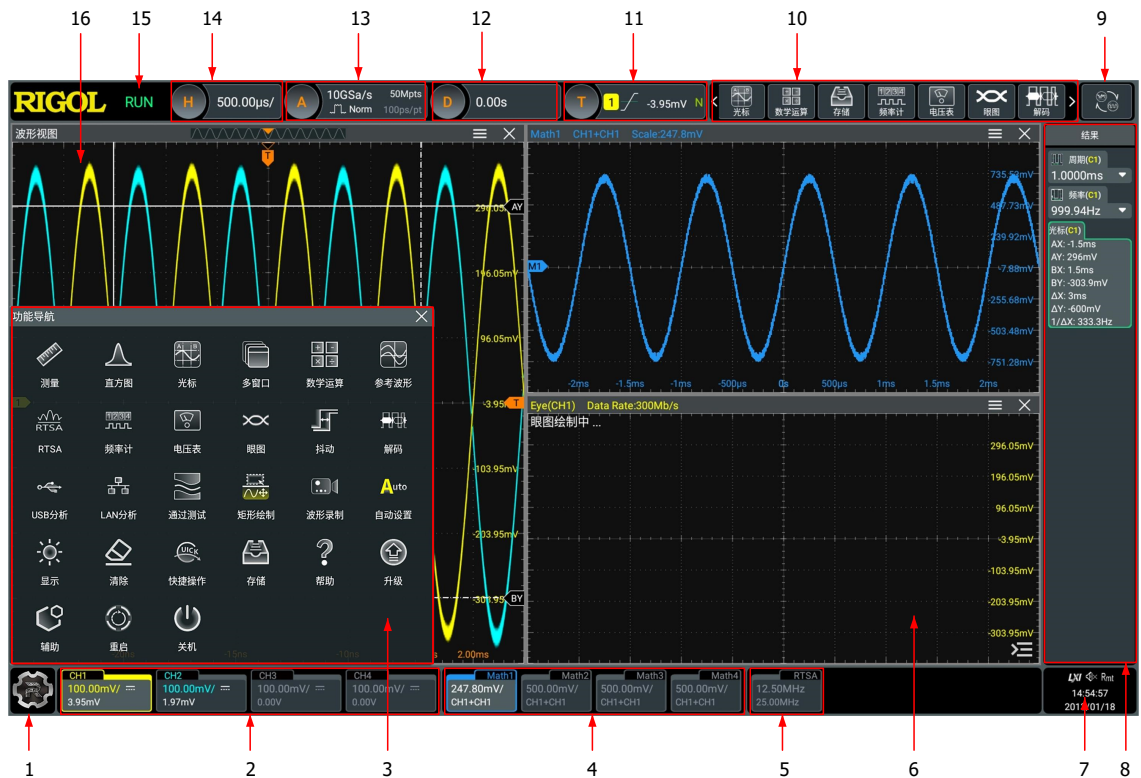 16 15 14 13 12 11 10 9
RIGOL RUN
H 500.00μs/
A 10GSa/s 50Mpts
Norm 100ps/pt
D 0.00s
T 1 -3.95mV N
光标 数学运算 存储 频率计 电压表 眼图 解码
波形视图
T
296.05 AY
196.05mV
96.05mV
1 -3.95 T
-103.95mV
-203.95mV
-303.95 BY
2.00ms
功能导航
测量 直方图 光标 多窗口 数学运算 参考波形
RTSA
RTSA 频率计 电压表 眼图 抖动 解码
Auto
USB分析 LAN分析 通过测试 矩形绘制 波形录制 自动设置
UICK
显示 清除 快捷操作 存储 帮助 升级
辅助 重启 关机
Math1 CH1+CH1 Scale:247.8mV
735.53mV
487.73mV
239.92mV
M1 -7.88mV
-255.68mV
-503.48mV
-751.28mV
-2ms -1.5ms -1ms -500μs 0s 500μs 1ms 1.5ms 2ms
Eye(CH1) Data Rate:300Mb/s
眼图绘制中 ...
296.05mV
196.05mV
96.05mV
-3.95mV
-103.95mV
-203.95mV
-303.95mV
结果
周期(C1)
1.0000ms
频率(C1)
999.94Hz
光标(C1)
AX: -1.5ms
AY: 296mV
BX: 1.5ms
BY: -303.9mV
ΔX: 3ms
ΔY: -600mV
1/ΔX: 333.3Hz
CH1
100.00mV/
3.95mV
CH2
100.00mV/
1.97mV
CH3
100.00mV/
0.00V
CH4
100.00mV/
0.00V
Math1
247.80mV/
CH1+CH1
Math2
500.00mV/
CH1+CH1
Math3
500.00mV/
CH1+CH1
Math4
500.00mV/
CH1+CH1
RTSA
12.50MHz
25.00MHz
LXI Rmt
14:54:57
1 2 3 4 5 6 7 8